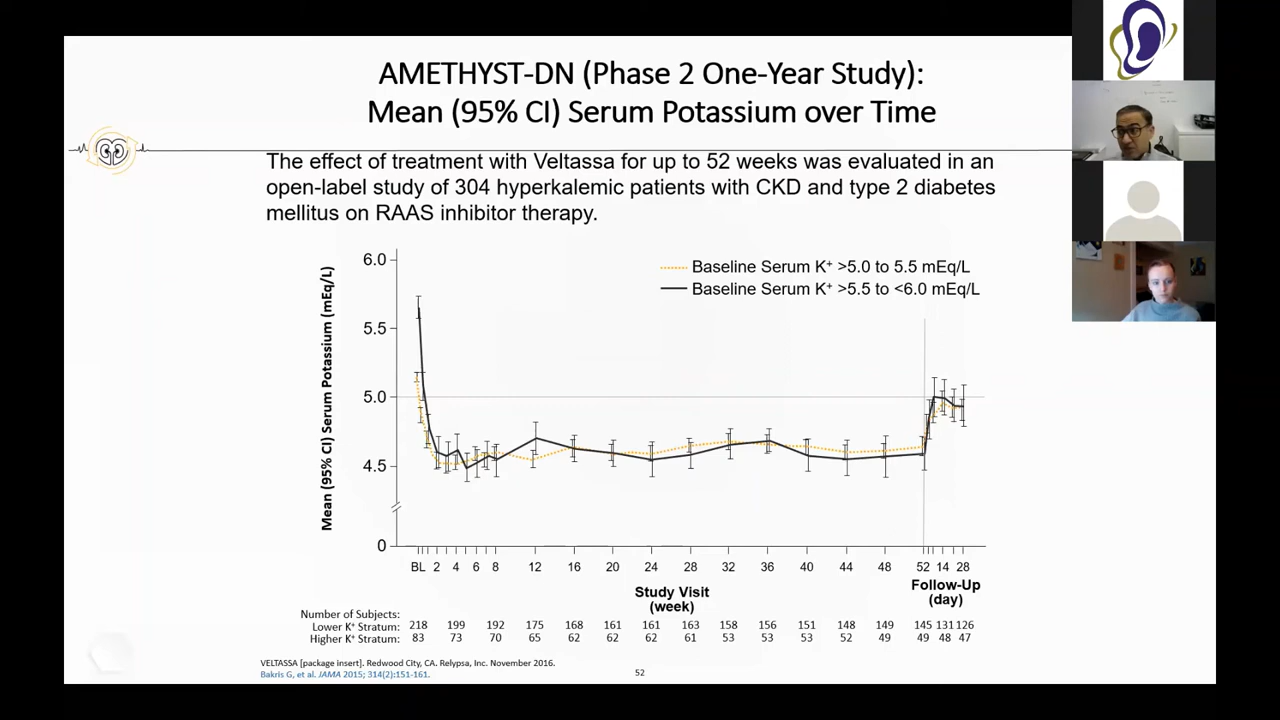 AMETHYST-DN (Phase 2 One-Year Study):
Mean (95% CI) Serum Potassium over Time
The effect of treatment with Veltassa for up to 52 weeks was evaluated in an
open-label study of 304 hyperkalemic patients with CKD and type 2 diabetes
mellitus on RAAS inhibitor therapy.
Mean (95% CI) Serum Potassium (mEq/L)
6.0
5.5
5.0
4.5
0
Baseline Serum K⁺ >5.0 to 5.5 mEq/L
Baseline Serum K⁺ >5.5 to <6.0 mEq/L
BL 2 4 6 8 12 16 20 24 28 32 36 40 44 48 52 14 28
Study Visit
(week)
Follow-Up
(day)
Number of Subjects:
Lower K⁺ Stratum: 218 199 192 175 168 161 161 163 158 156 151 148 149 145 131 126
Higher K⁺ Stratum: 83 73 70 65 62 62 62 61 53 53 53 52 49 49 48 47
VELTASSA [package insert]. Redwood City, CA. Relypsa, Inc. November 2016.
Bakris G, et al. JAMA 2015; 314(2):151-161.
52